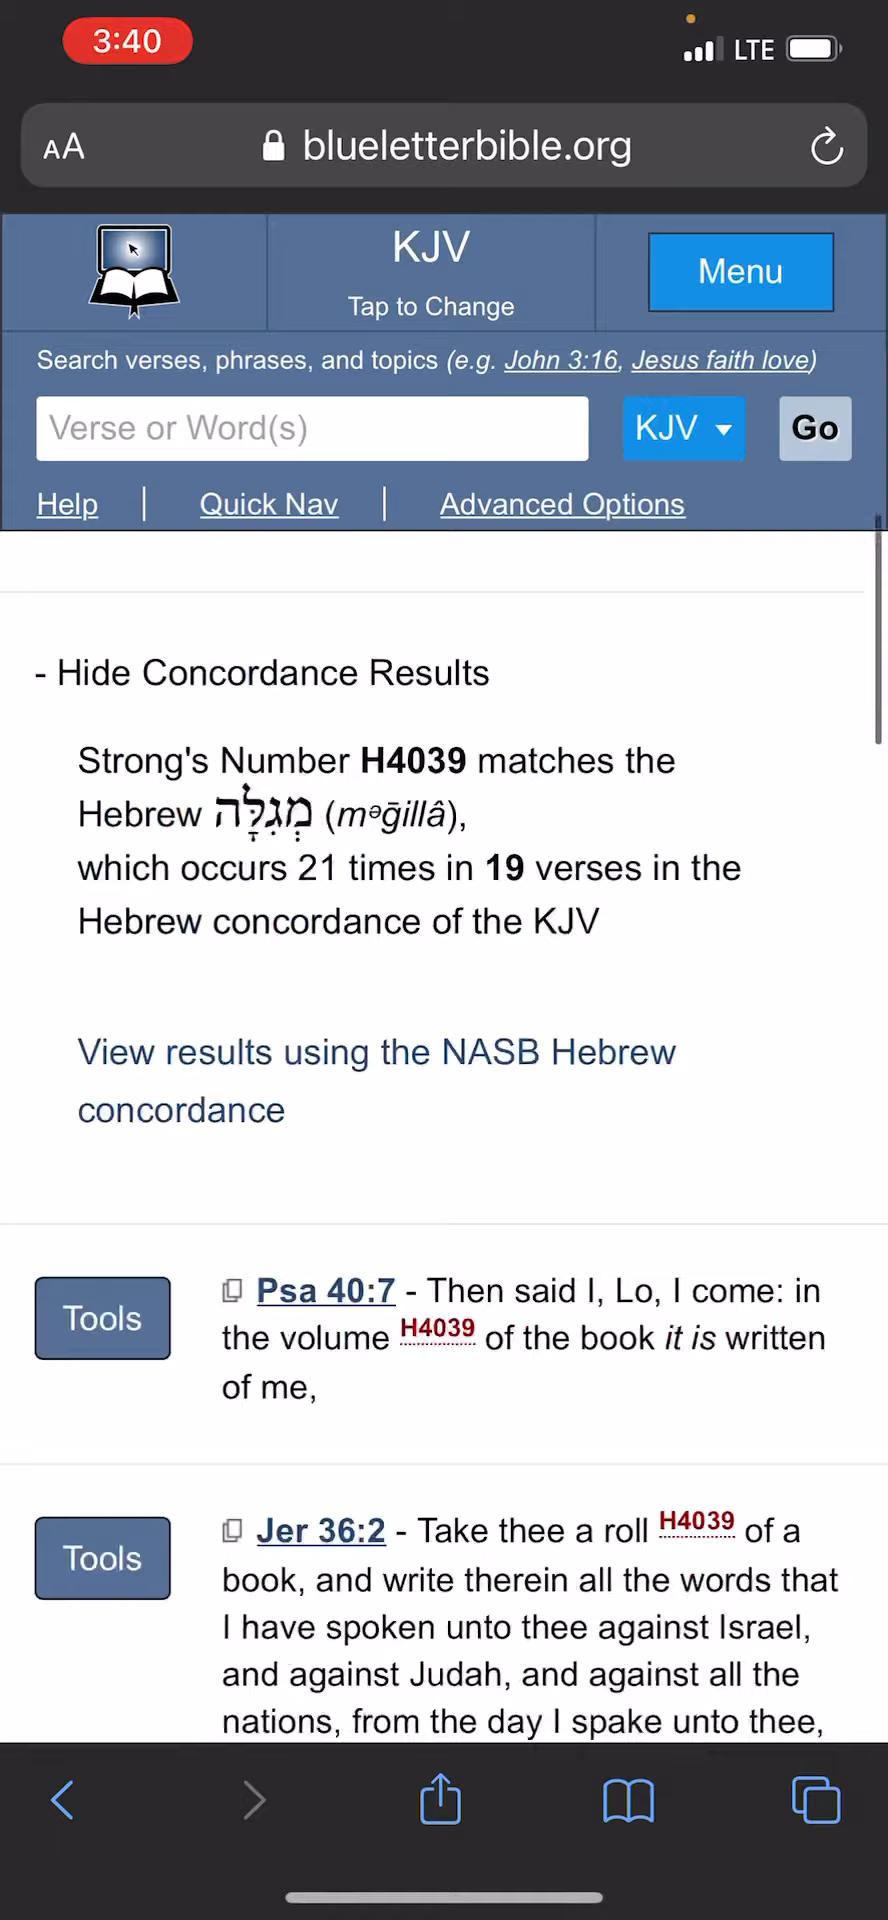 3:40
LTE
AA
blueletterbible.org
KJV
Tap to Change
Menu
Search verses, phrases, and topics (e.g. John 3:16, Jesus faith love)
Verse or Word(s)
KJV
Go
Help | Quick Nav | Advanced Options
- Hide Concordance Results
Strong's Number H4039 matches the
Hebrew מְגִלָּה (məḡillâ),
which occurs 21 times in 19 verses in the
Hebrew concordance of the KJV
View results using the NASB Hebrew
concordance
Tools
Psa 40:7 - Then said I, Lo, I come: in
the volume H4039 of the book it is written
of me,
Tools
Jer 36:2 - Take thee a roll H4039 of a
book, and write therein all the words that
I have spoken unto thee against Israel,
and against Judah, and against all the
nations, from the day I spake unto thee,